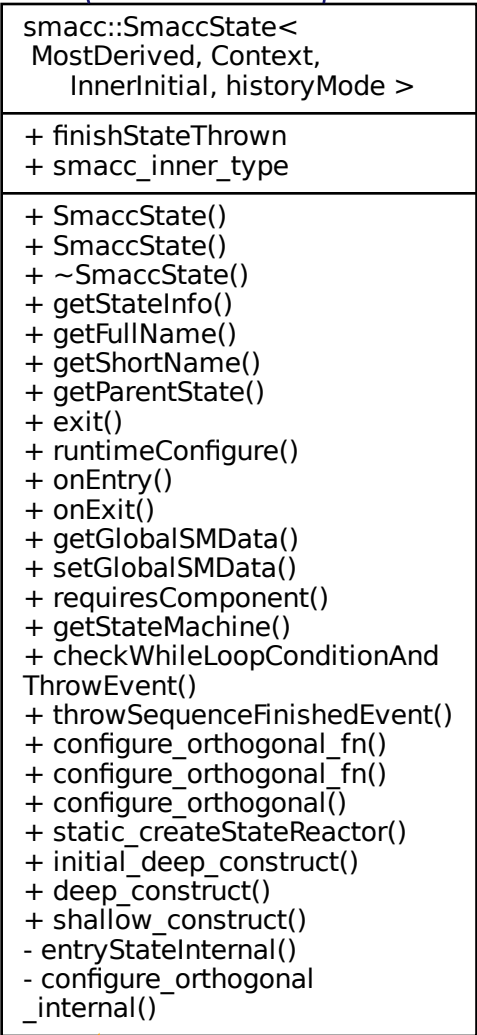 smacc::SmaccState<
MostDerived, Context,
InnerInitial, historyMode >
+ finishStateThrown
+ smacc_inner_type
+ SmaccState()
+ SmaccState()
+ ~SmaccState()
+ getStateInfo()
+ getFullName()
+ getShortName()
+ getParentState()
+ exit()
+ runtimeConfigure()
+ onEntry()
+ onExit()
+ getGlobalSMData()
+ setGlobalSMData()
+ requiresComponent()
+ getStateMachine()
+ checkWhileLoopConditionAnd
ThrowEvent()
+ throwSequenceFinishedEvent()
+ configure_orthogonal_fn()
+ configure_orthogonal_fn()
+ configure_orthogonal()
+ static_createStateReactor()
+ initial_deep_construct()
+ deep_construct()
+ shallow_construct()
- entryStateInternal()
- configure_orthogonal
_internal()